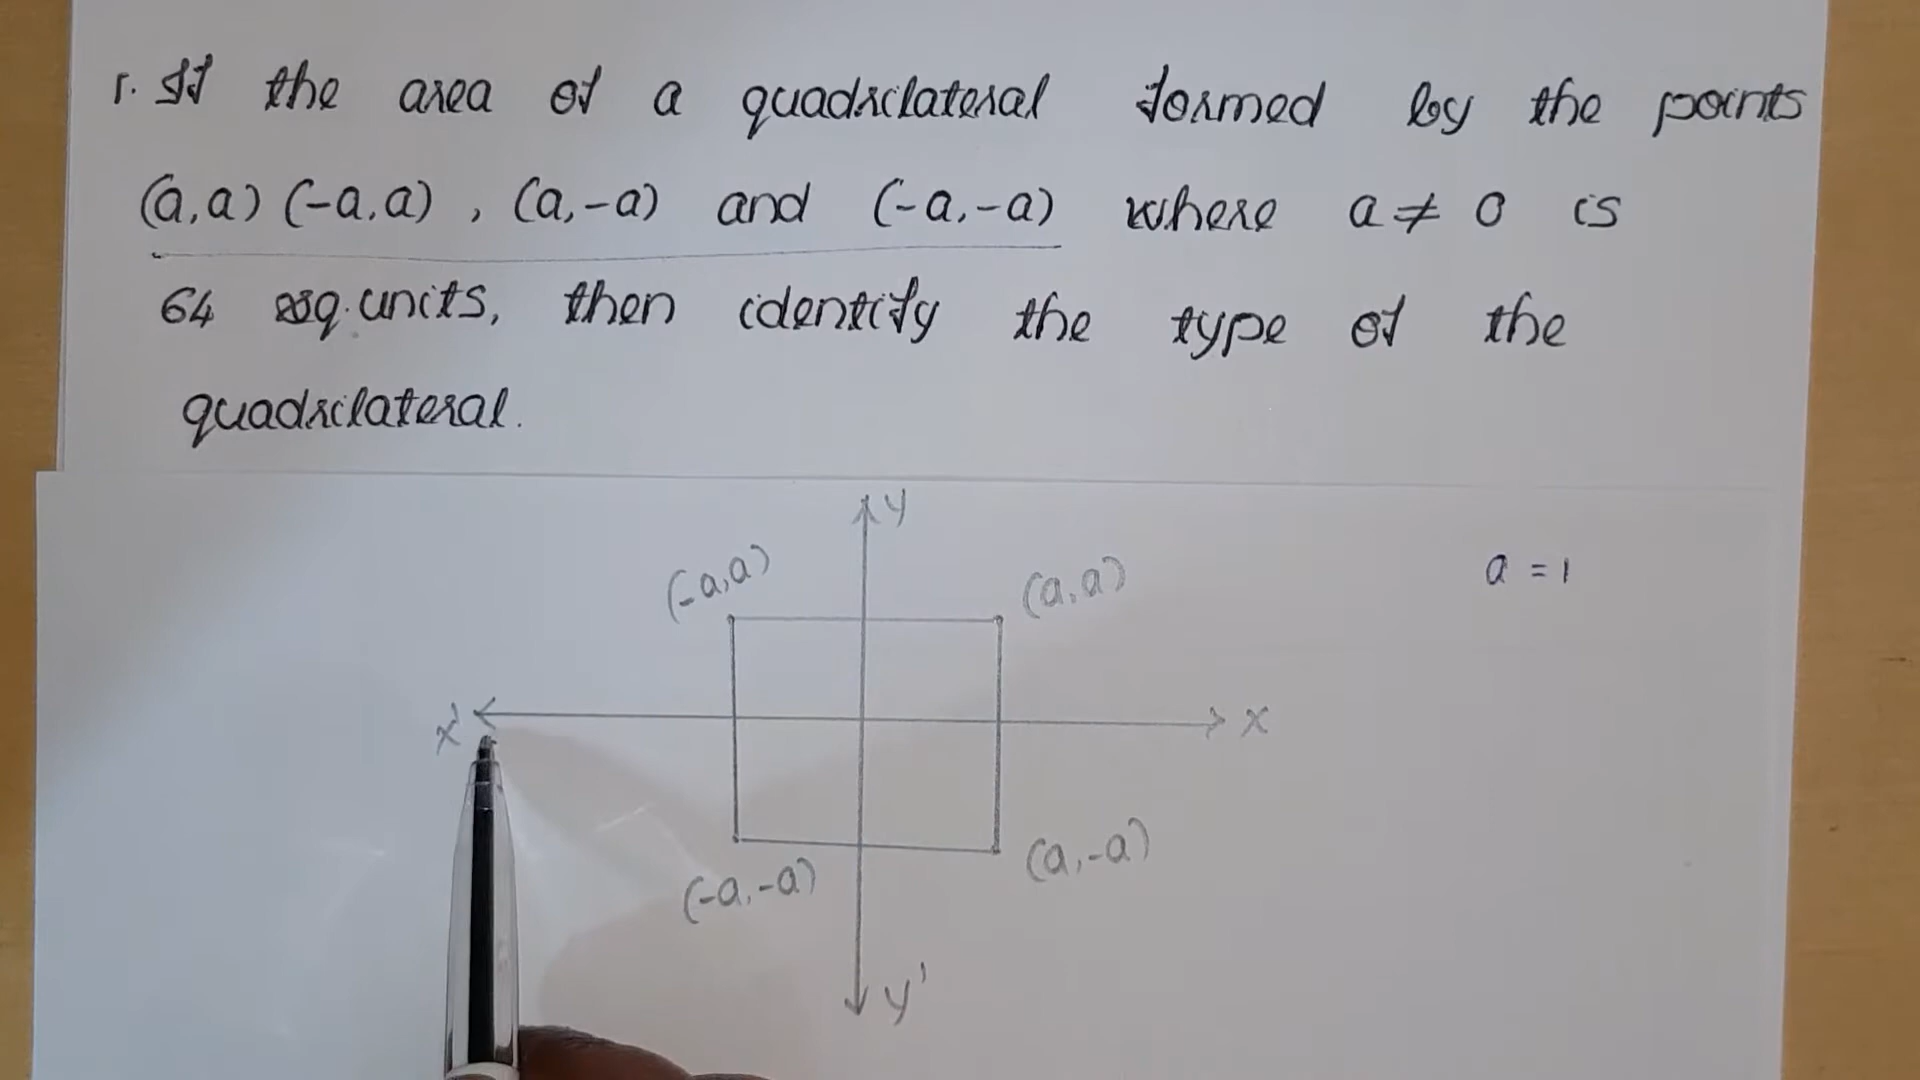 1. If the area of a quadrilateral formed by the points
(a,a) (-a,a) , (a,-a) and (-a,-a) where a ≠ 0 is
64 sq.units, then identify the type of the
quadrilateral.
y
(-a,a) (a,a)
a = 1
x' x
(-a,-a) (a,-a)
y'